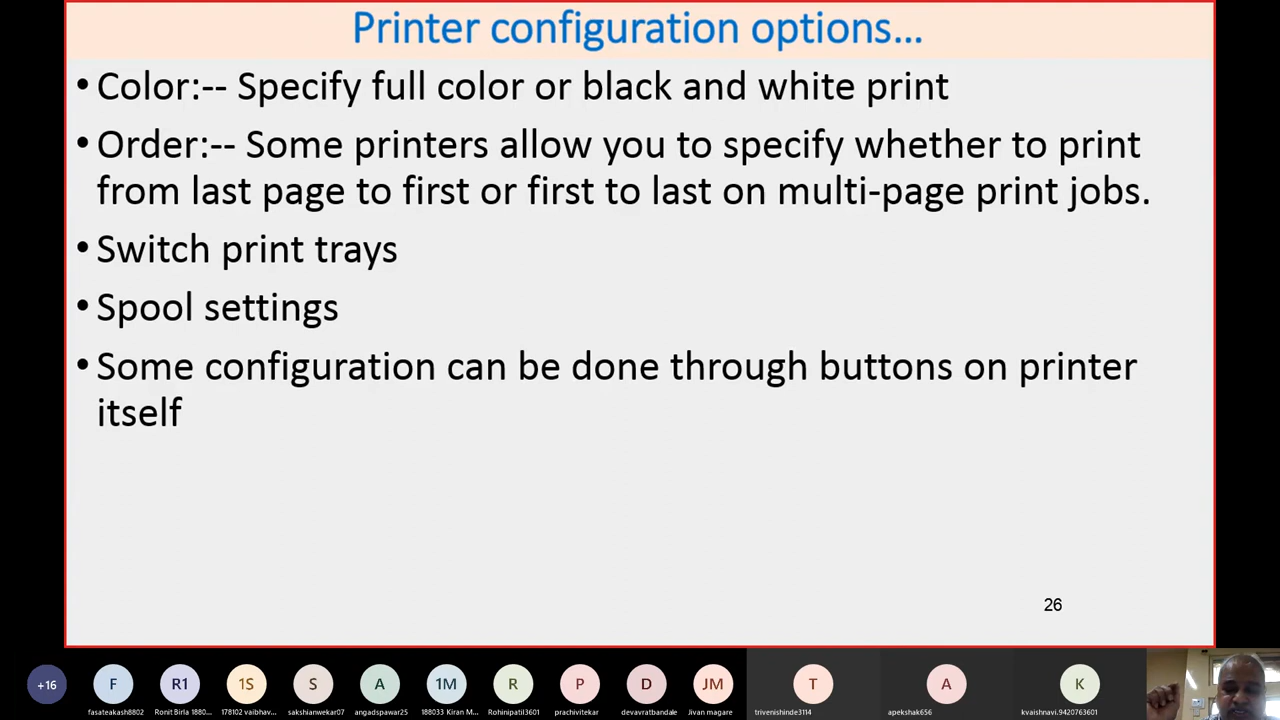 Printer configuration options...
• Color:-- Specify full color or black and white print
• Order:-- Some printers allow you to specify whether to print
from last page to first or first to last on multi-page print jobs.
• Switch print trays
• Spool settings
• Some configuration can be done through buttons on printer
itself
26
+16 F R1 1S S A 1M R P D JM T A K
fasateakash8802 Ronit Birla 1880... 178102 vaibhav... sakshianwekar07 angadspawar25 188033 Kiran M... Rohinipatil3601 prachivitekar devavratbandale Jivan magare trivenishinde3114 apekshak656 kvaishnavi.9420763601